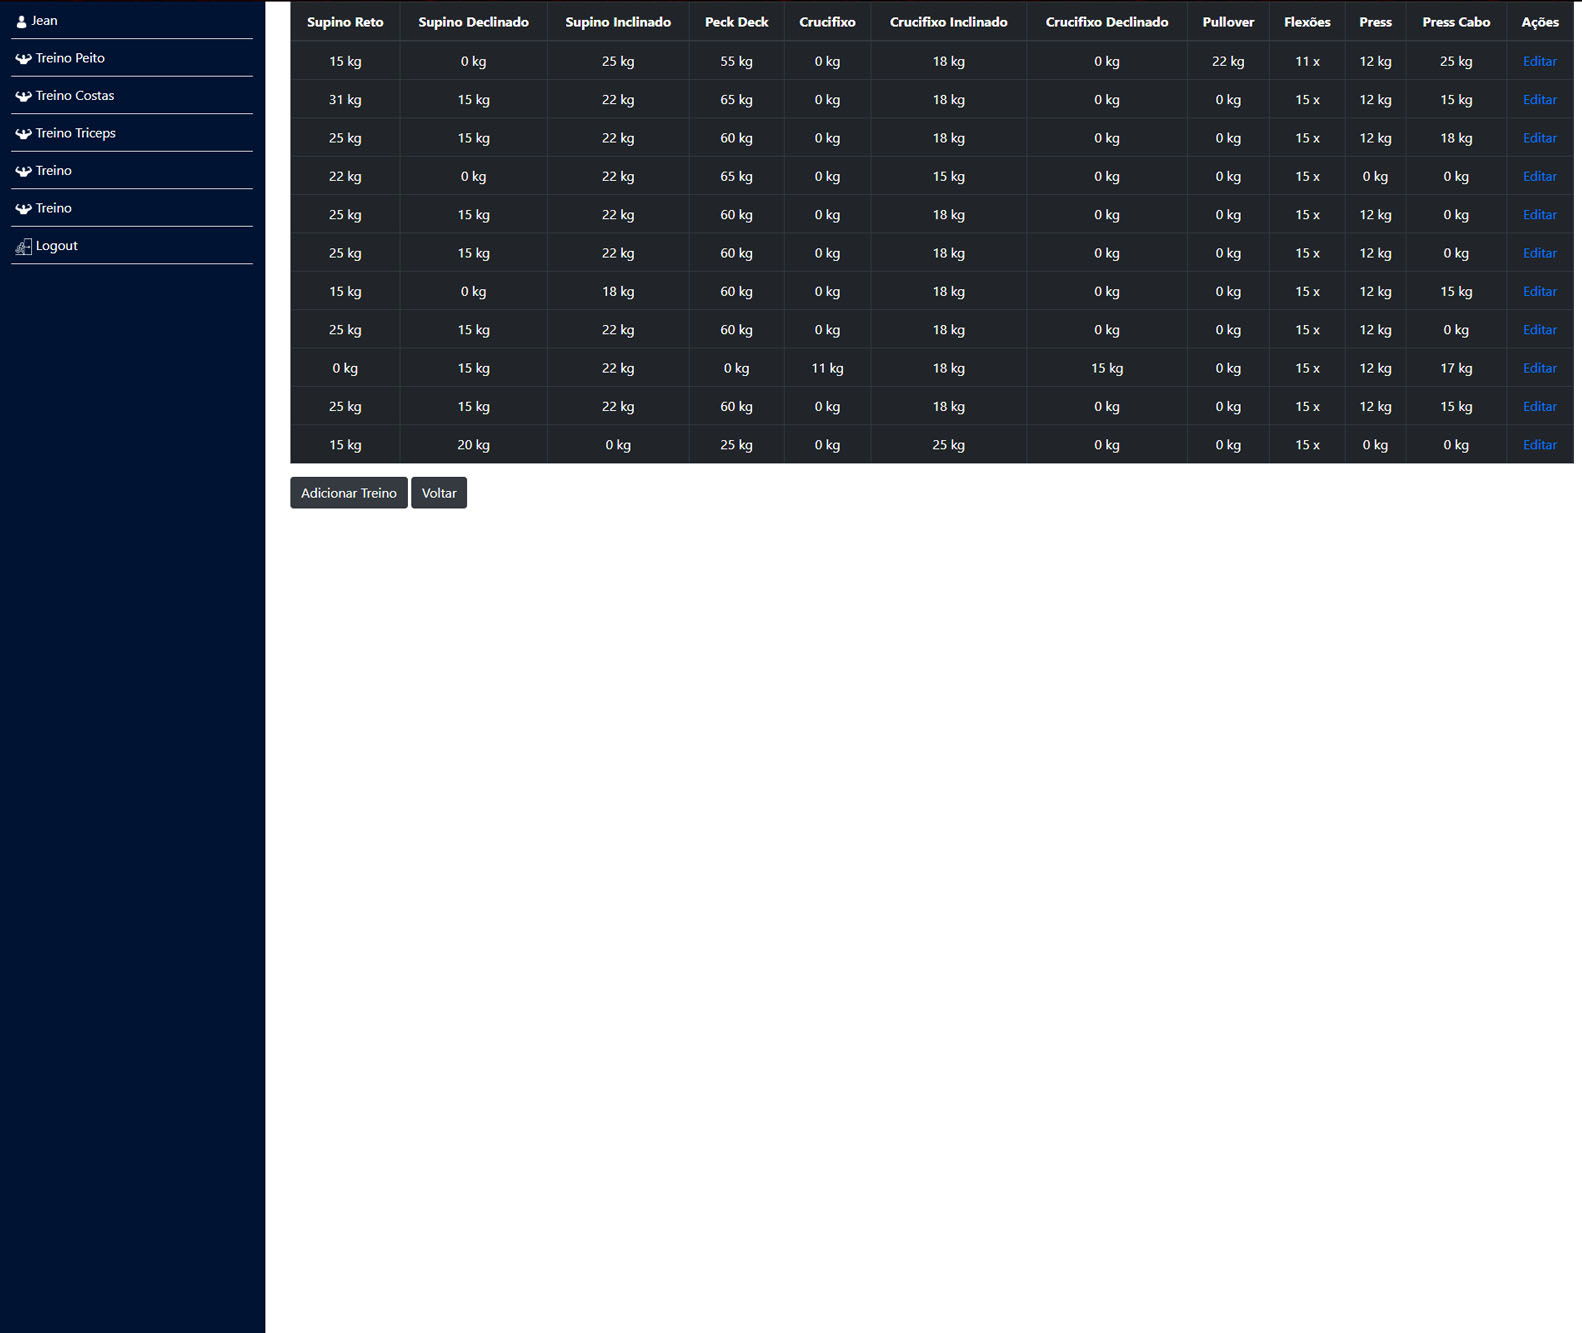 Jean
Treino Peito
Treino Costas
Treino Triceps
Treino
Treino
Logout
Supino Reto Supino Declinado Supino Inclinado Peck Deck Crucifixo Crucifixo Inclinado Crucifixo Declinado Pullover Flexões Press Press Cabo Ações
15 kg 0 kg 25 kg 55 kg 0 kg 18 kg 0 kg 22 kg 11 x 12 kg 25 kg Editar
31 kg 15 kg 22 kg 65 kg 0 kg 18 kg 0 kg 0 kg 15 x 12 kg 15 kg Editar
25 kg 15 kg 22 kg 60 kg 0 kg 18 kg 0 kg 0 kg 15 x 12 kg 18 kg Editar
22 kg 0 kg 22 kg 65 kg 0 kg 15 kg 0 kg 0 kg 15 x 0 kg 0 kg Editar
25 kg 15 kg 22 kg 60 kg 0 kg 18 kg 0 kg 0 kg 15 x 12 kg 0 kg Editar
25 kg 15 kg 22 kg 60 kg 0 kg 18 kg 0 kg 0 kg 15 x 12 kg 0 kg Editar
15 kg 0 kg 18 kg 60 kg 0 kg 18 kg 0 kg 0 kg 15 x 12 kg 15 kg Editar
25 kg 15 kg 22 kg 60 kg 0 kg 18 kg 0 kg 0 kg 15 x 12 kg 0 kg Editar
0 kg 15 kg 22 kg 0 kg 11 kg 18 kg 15 kg 0 kg 15 x 12 kg 17 kg Editar
25 kg 15 kg 22 kg 60 kg 0 kg 18 kg 0 kg 0 kg 15 x 12 kg 15 kg Editar
15 kg 20 kg 0 kg 25 kg 0 kg 25 kg 0 kg 0 kg 15 x 0 kg 0 kg Editar
Adicionar Treino Voltar